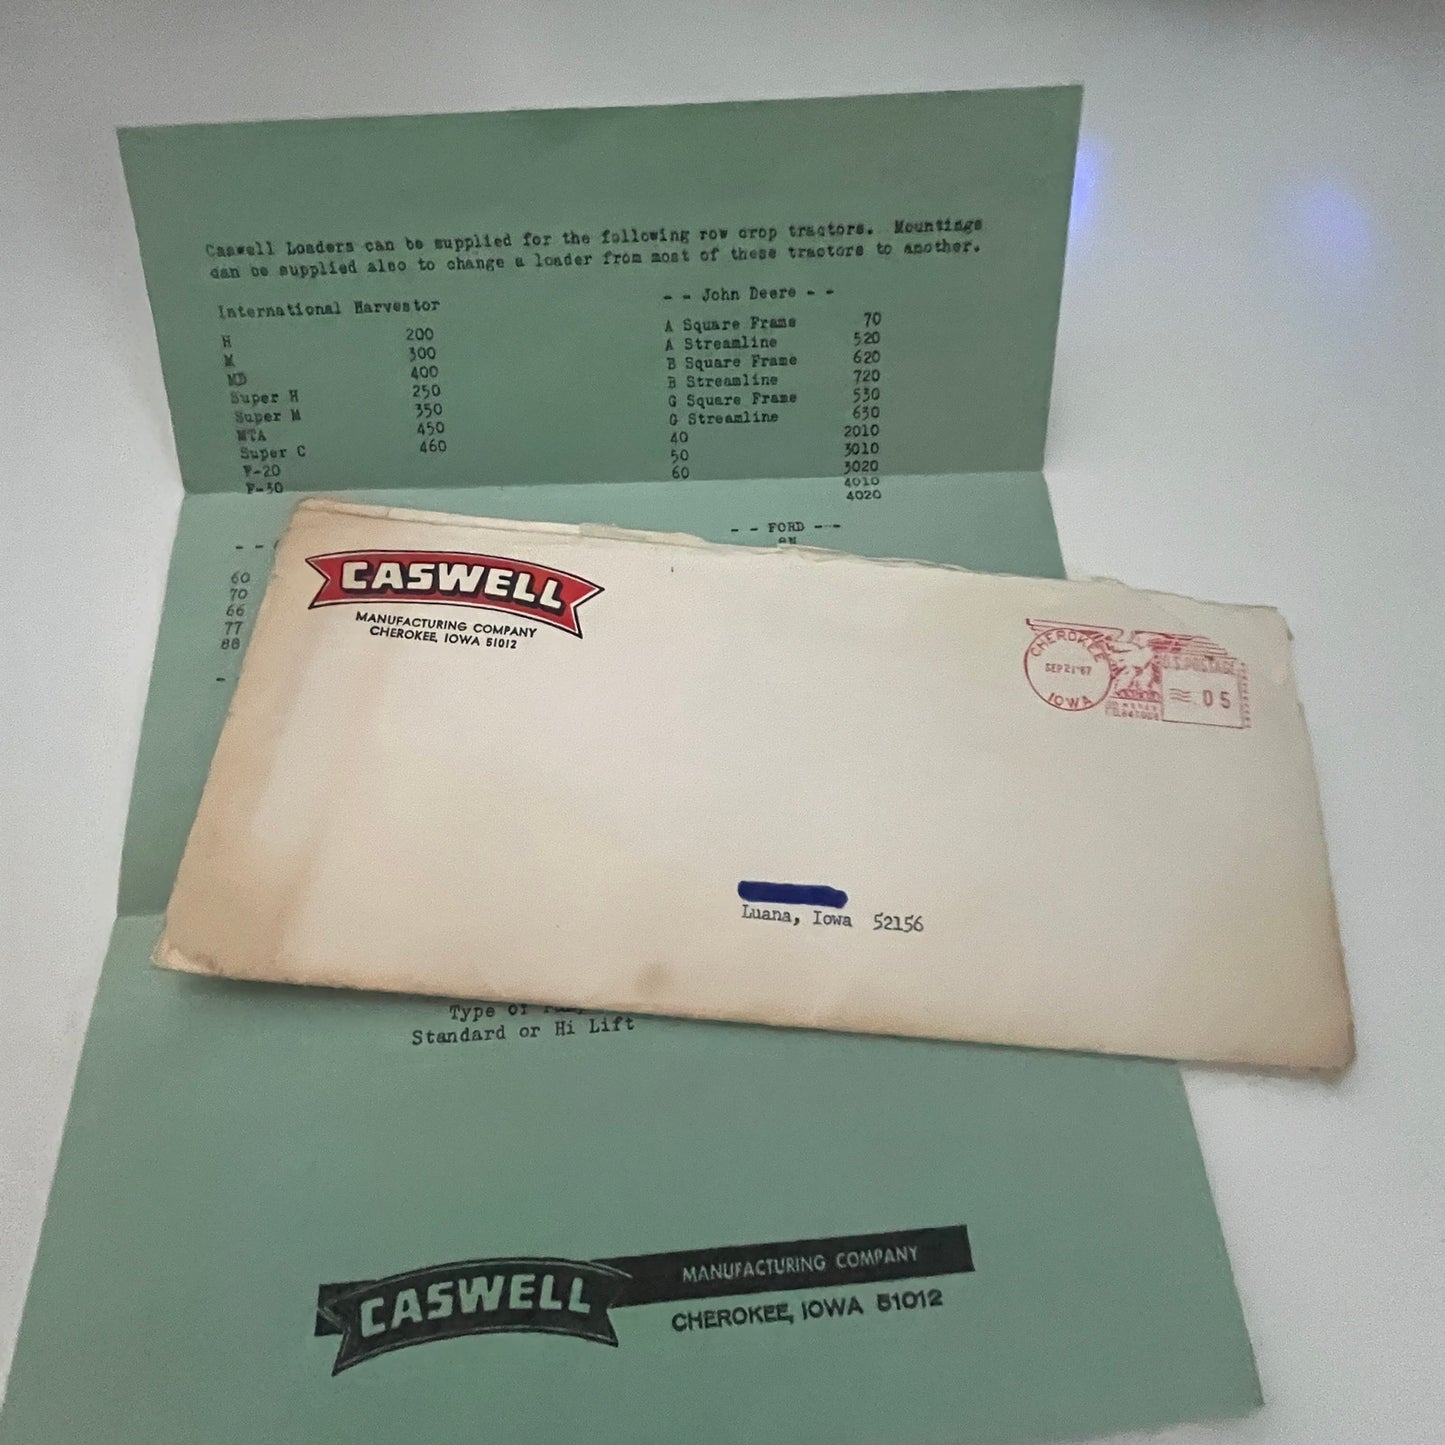 Caswell Loaders can be supplied for the following row crop tractors. Mountings
can be supplied also to change a loader from most of these tractors to another.
International Harvestor
H 200
M 300
MD 400
Super H 250
Super M 350
MTA 450
Super C 460
F-20
F-30
- - John Deere - -
A Square Frame 70
A Streamline 520
B Square Frame 620
B Streamline 720
G Square Frame 530
G Streamline 630
40 2010
50 3010
60 3020
4010
4020
- - FORD - -
8N
- -
60
70
66
77
88
-
CASWELL
MANUFACTURING COMPANY
CHEROKEE, IOWA 51012
CHEROKEE
SEP 21 '67
IOWA
U.S. POSTAGE
.05
Luana, Iowa 52156
Type of
Standard or Hi Lift
CASWELL
MANUFACTURING COMPANY
CHEROKEE, IOWA 51012